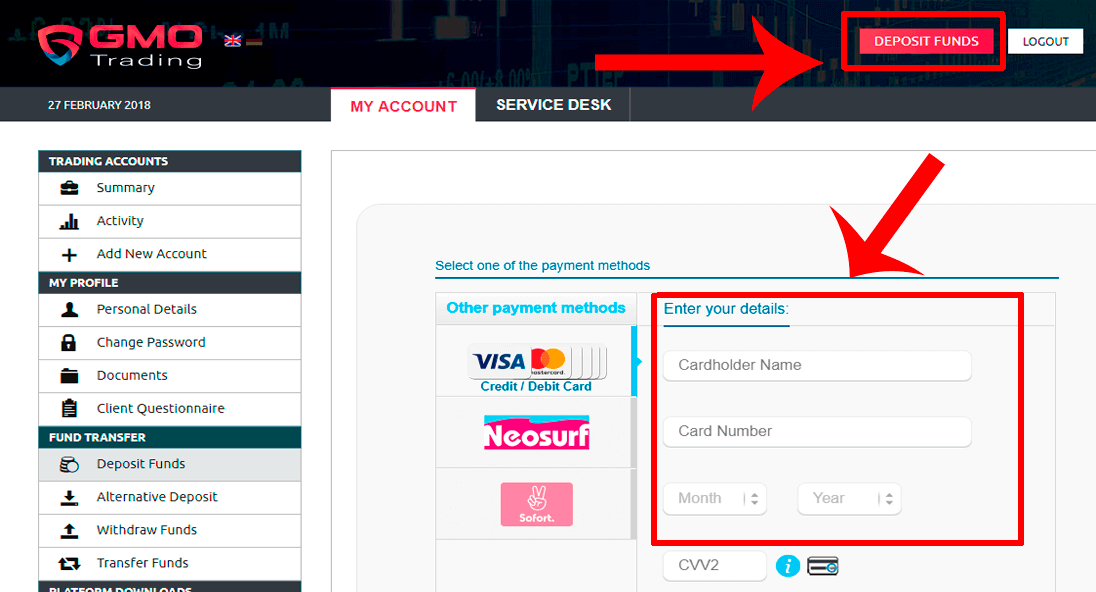 GMO
Trading
DEPOSIT FUNDS
LOGOUT
27 FEBRUARY 2018
MY ACCOUNT
SERVICE DESK
TRADING ACCOUNTS
Summary
Activity
Add New Account
MY PROFILE
Personal Details
Change Password
Documents
Client Questionnaire
FUND TRANSFER
Deposit Funds
Alternative Deposit
Withdraw Funds
Transfer Funds
PLATFORM DOWNLOADS
Select one of the payment methods
Other payment methods
VISA
mastercard.
Credit / Debit Card
Neosurf
Sofort.
Enter your details:
Cardholder Name
Card Number
Month Year
CVV2 i